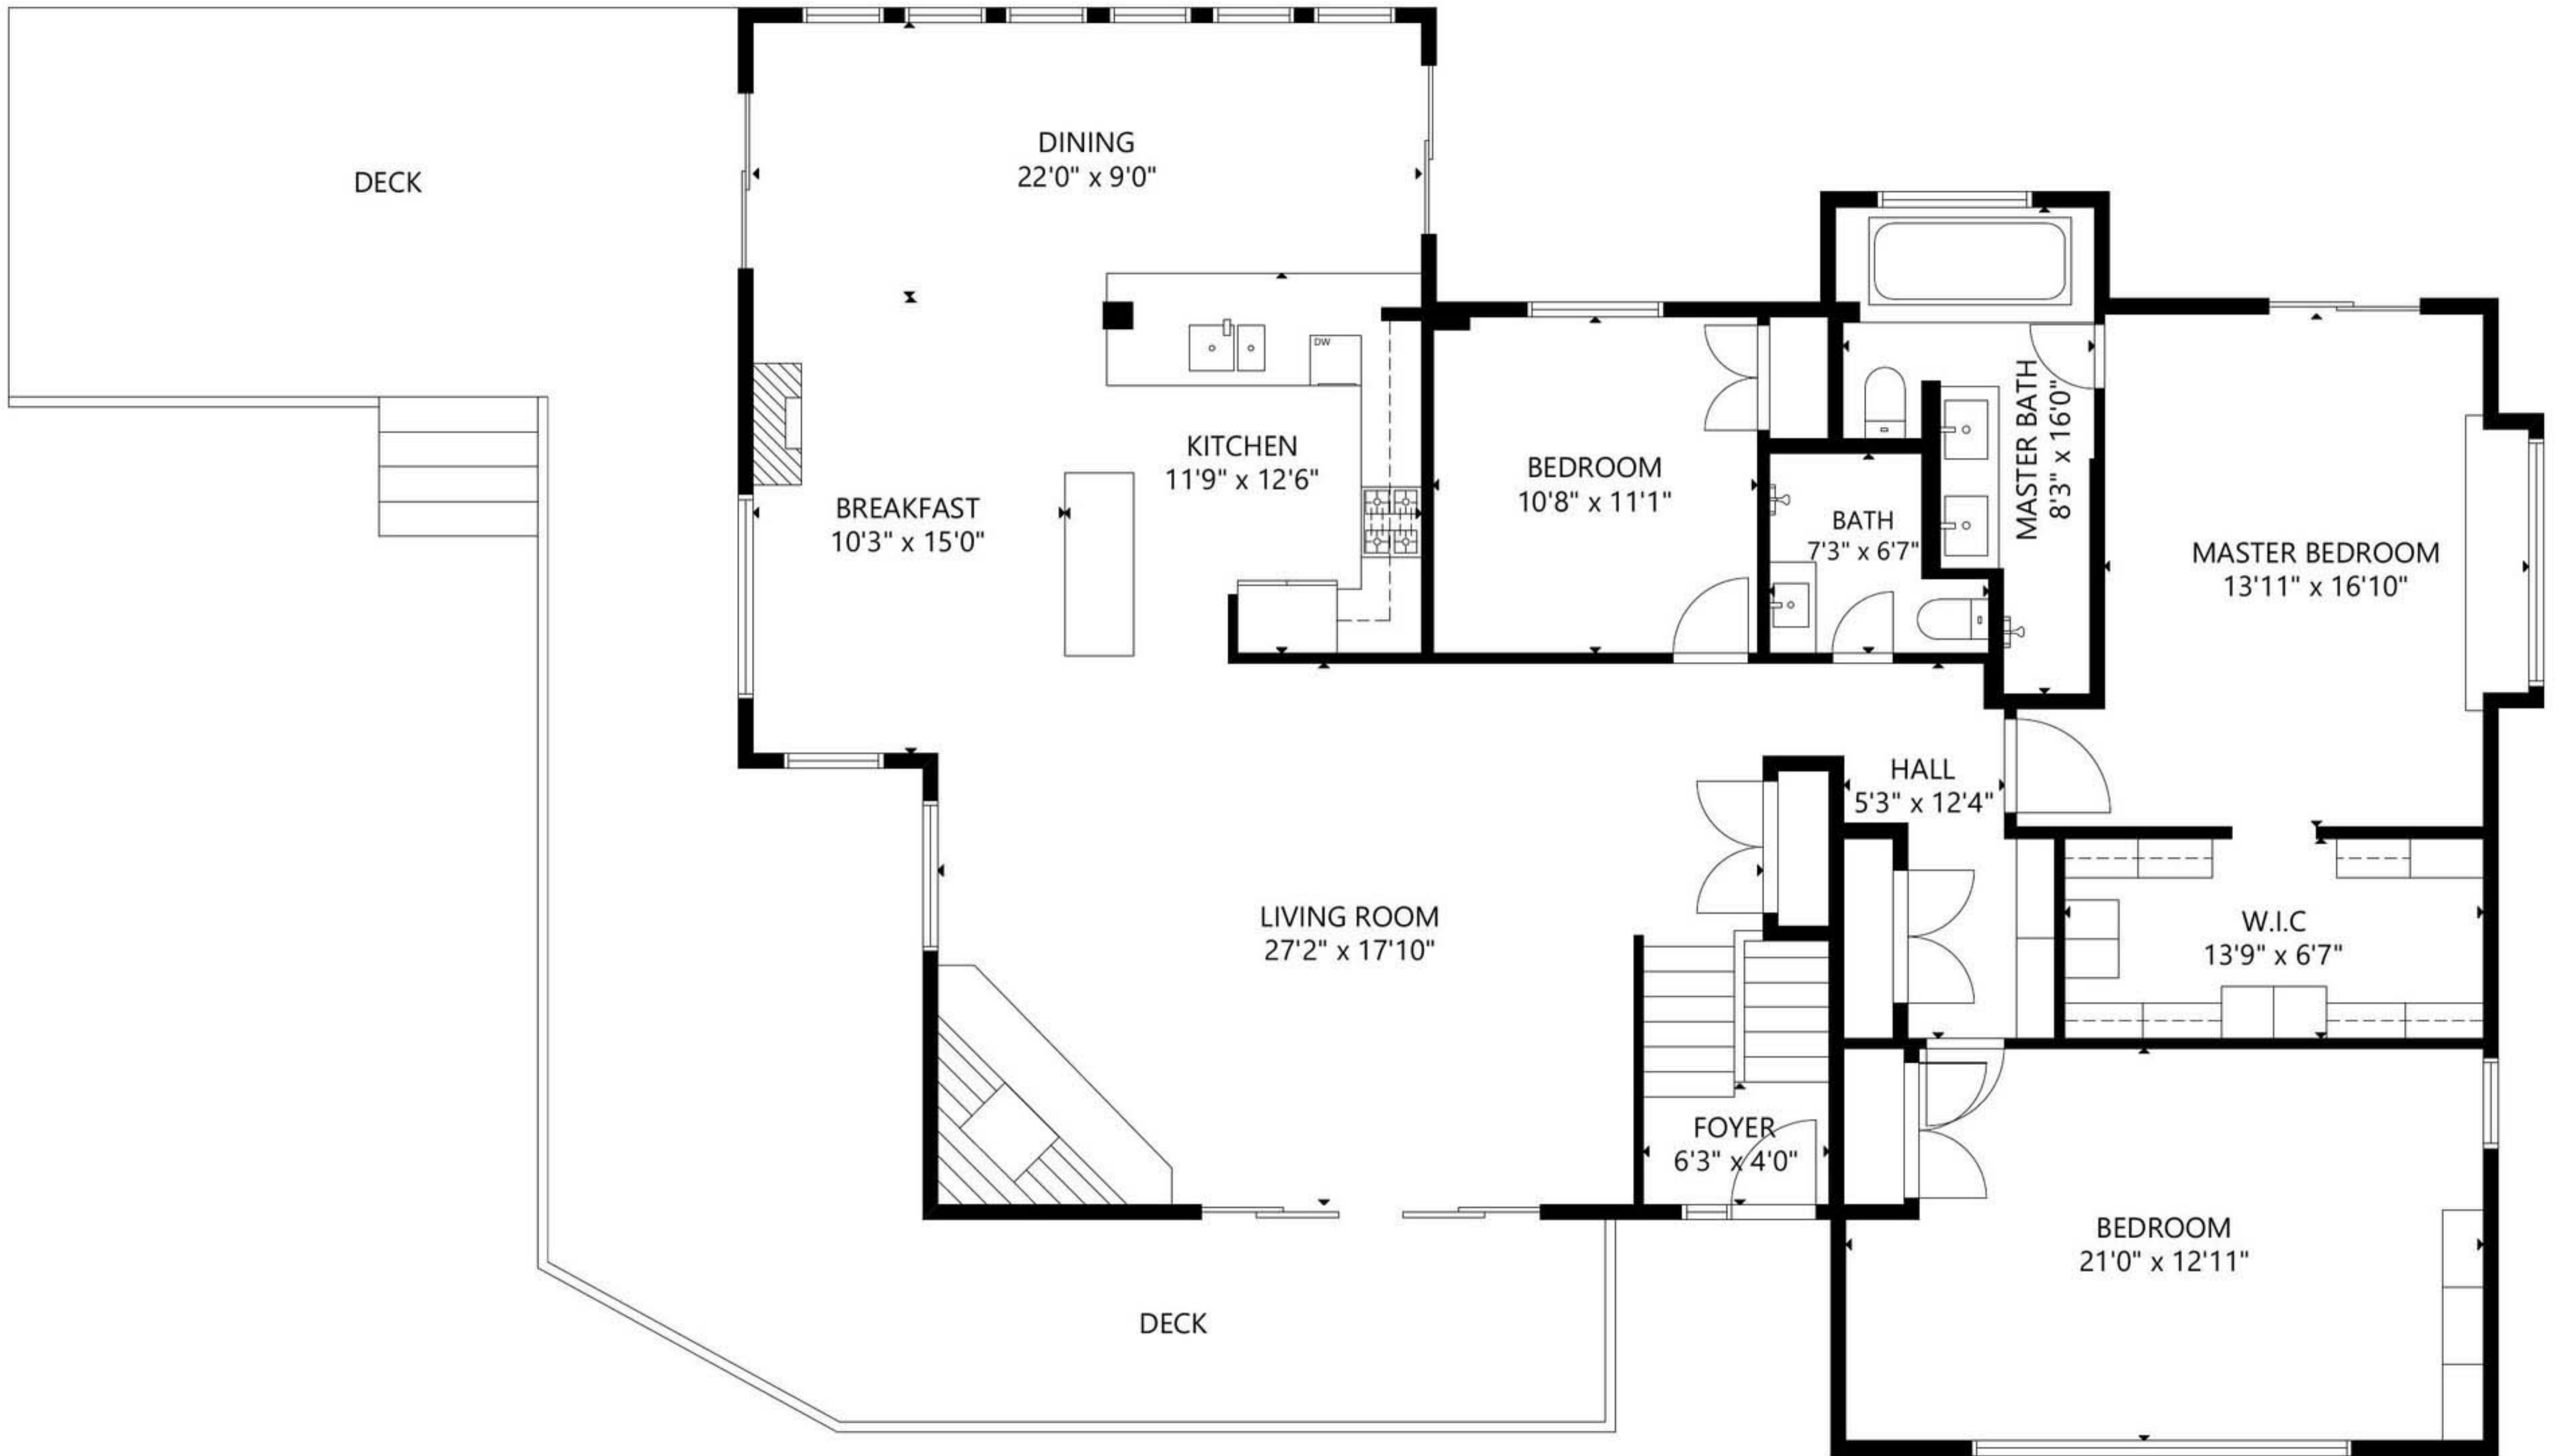 DECK
DINING
22'0" x 9'0"
DW
KITCHEN
11'9" x 12'6"
BREAKFAST
10'3" x 15'0"
BEDROOM
10'8" x 11'1"
BATH
7'3" x 6'7"
MASTER BATH
8'3" x 16'0"
MASTER BEDROOM
13'11" x 16'10"
HALL
5'3" x 12'4"
LIVING ROOM
27'2" x 17'10"
W.I.C
13'9" x 6'7"
FOYER
6'3" x 4'0"
BEDROOM
21'0" x 12'11"
DECK